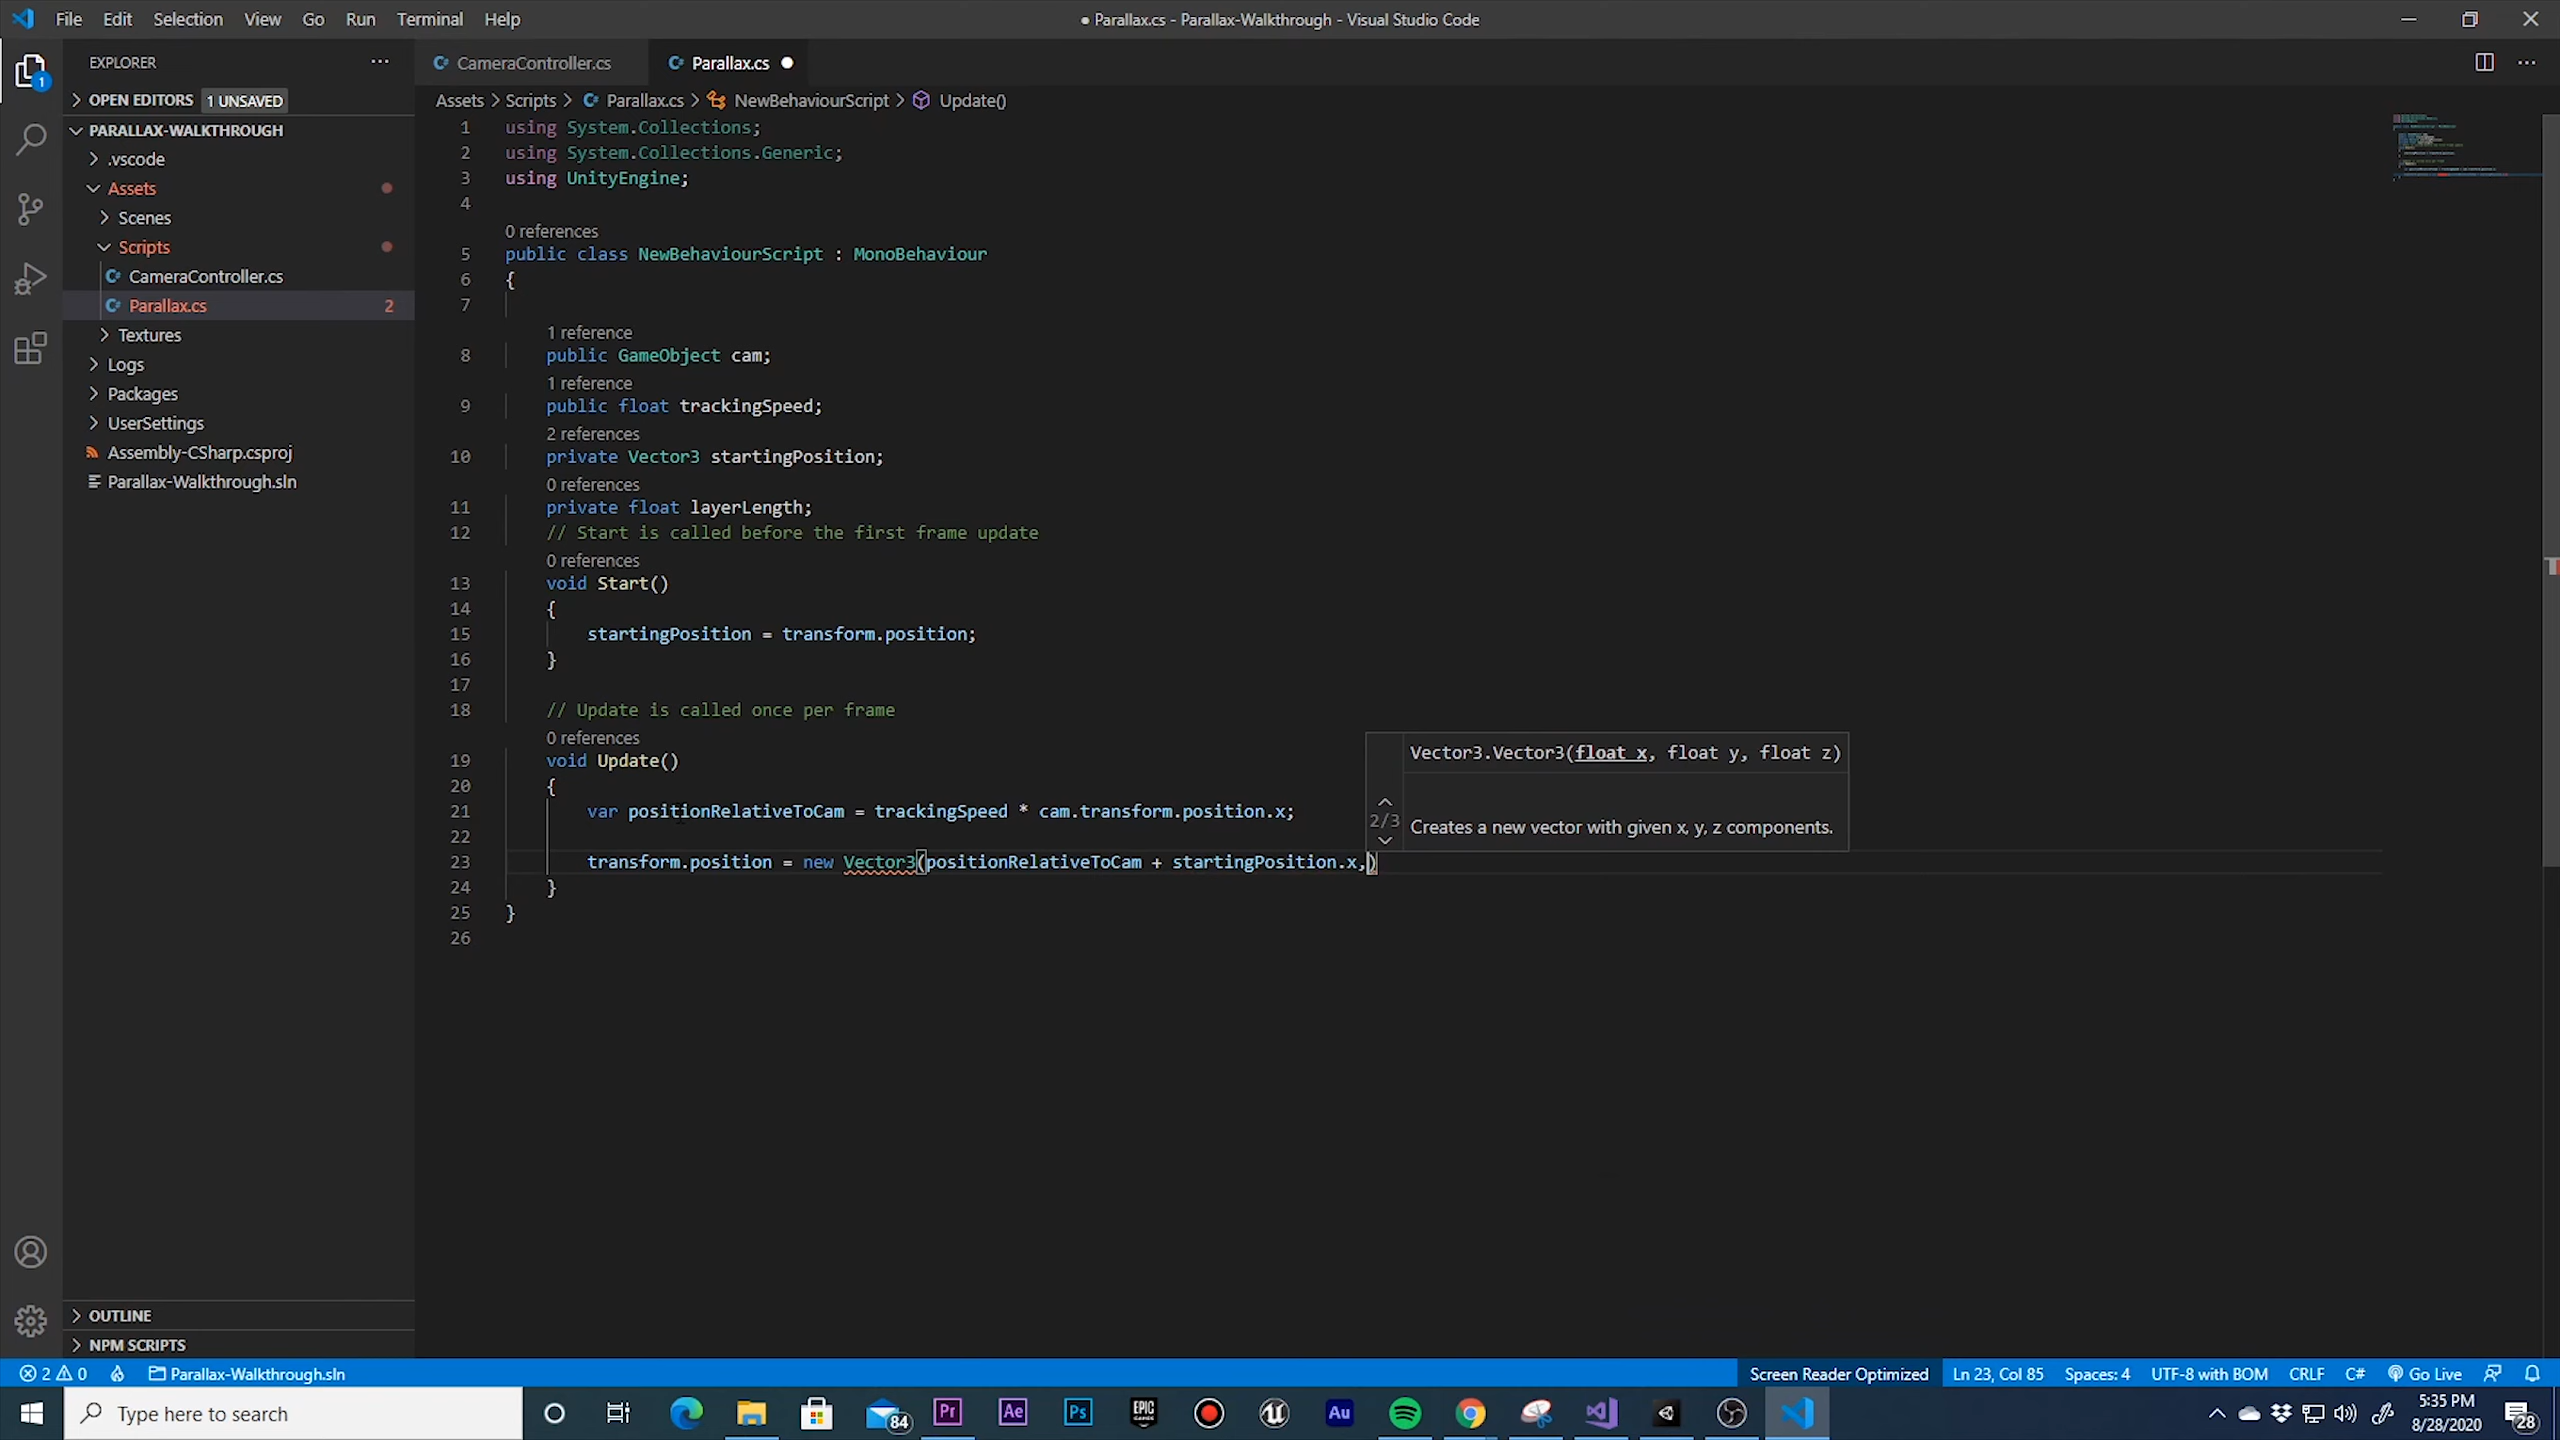 File Edit Selection View Go Run Terminal Help
● Parallax.cs - Parallax-Walkthrough - Visual Studio Code
EXPLORER
OPEN EDITORS 1 UNSAVED
PARALLAX-WALKTHROUGH
.vscode
Assets
Scenes
Scripts
CameraController.cs
Parallax.cs 2
Textures
Logs
Packages
UserSettings
Assembly-CSharp.csproj
Parallax-Walkthrough.sln
OUTLINE
NPM SCRIPTS
1
CameraController.cs
Parallax.cs
Assets > Scripts > Parallax.cs > NewBehaviourScript > Update()
1 using System.Collections;
2 using System.Collections.Generic;
3 using UnityEngine;
4
0 references
5 public class NewBehaviourScript : MonoBehaviour
6 {
7
1 reference
8 public GameObject cam;
1 reference
9 public float trackingSpeed;
2 references
10 private Vector3 startingPosition;
0 references
11 private float layerLength;
12 // Start is called before the first frame update
0 references
13 void Start()
14 {
15 startingPosition = transform.position;
16 }
17
18 // Update is called once per frame
0 references
19 void Update()
20 {
21 var positionRelativeToCam = trackingSpeed * cam.transform.position.x;
22
23 transform.position = new Vector3(positionRelativeToCam + startingPosition.x,)
24 }
25 }
26
Vector3.Vector3(float x, float y, float z)
2/3
Creates a new vector with given x, y, z components.
2 0 Parallax-Walkthrough.sln
Screen Reader Optimized Ln 23, Col 85 Spaces: 4 UTF-8 with BOM CRLF C# Go Live
Type here to search
84
Pr
Ae
Ps
EPIC GAMES
Au
5:35 PM
8/28/2020
28